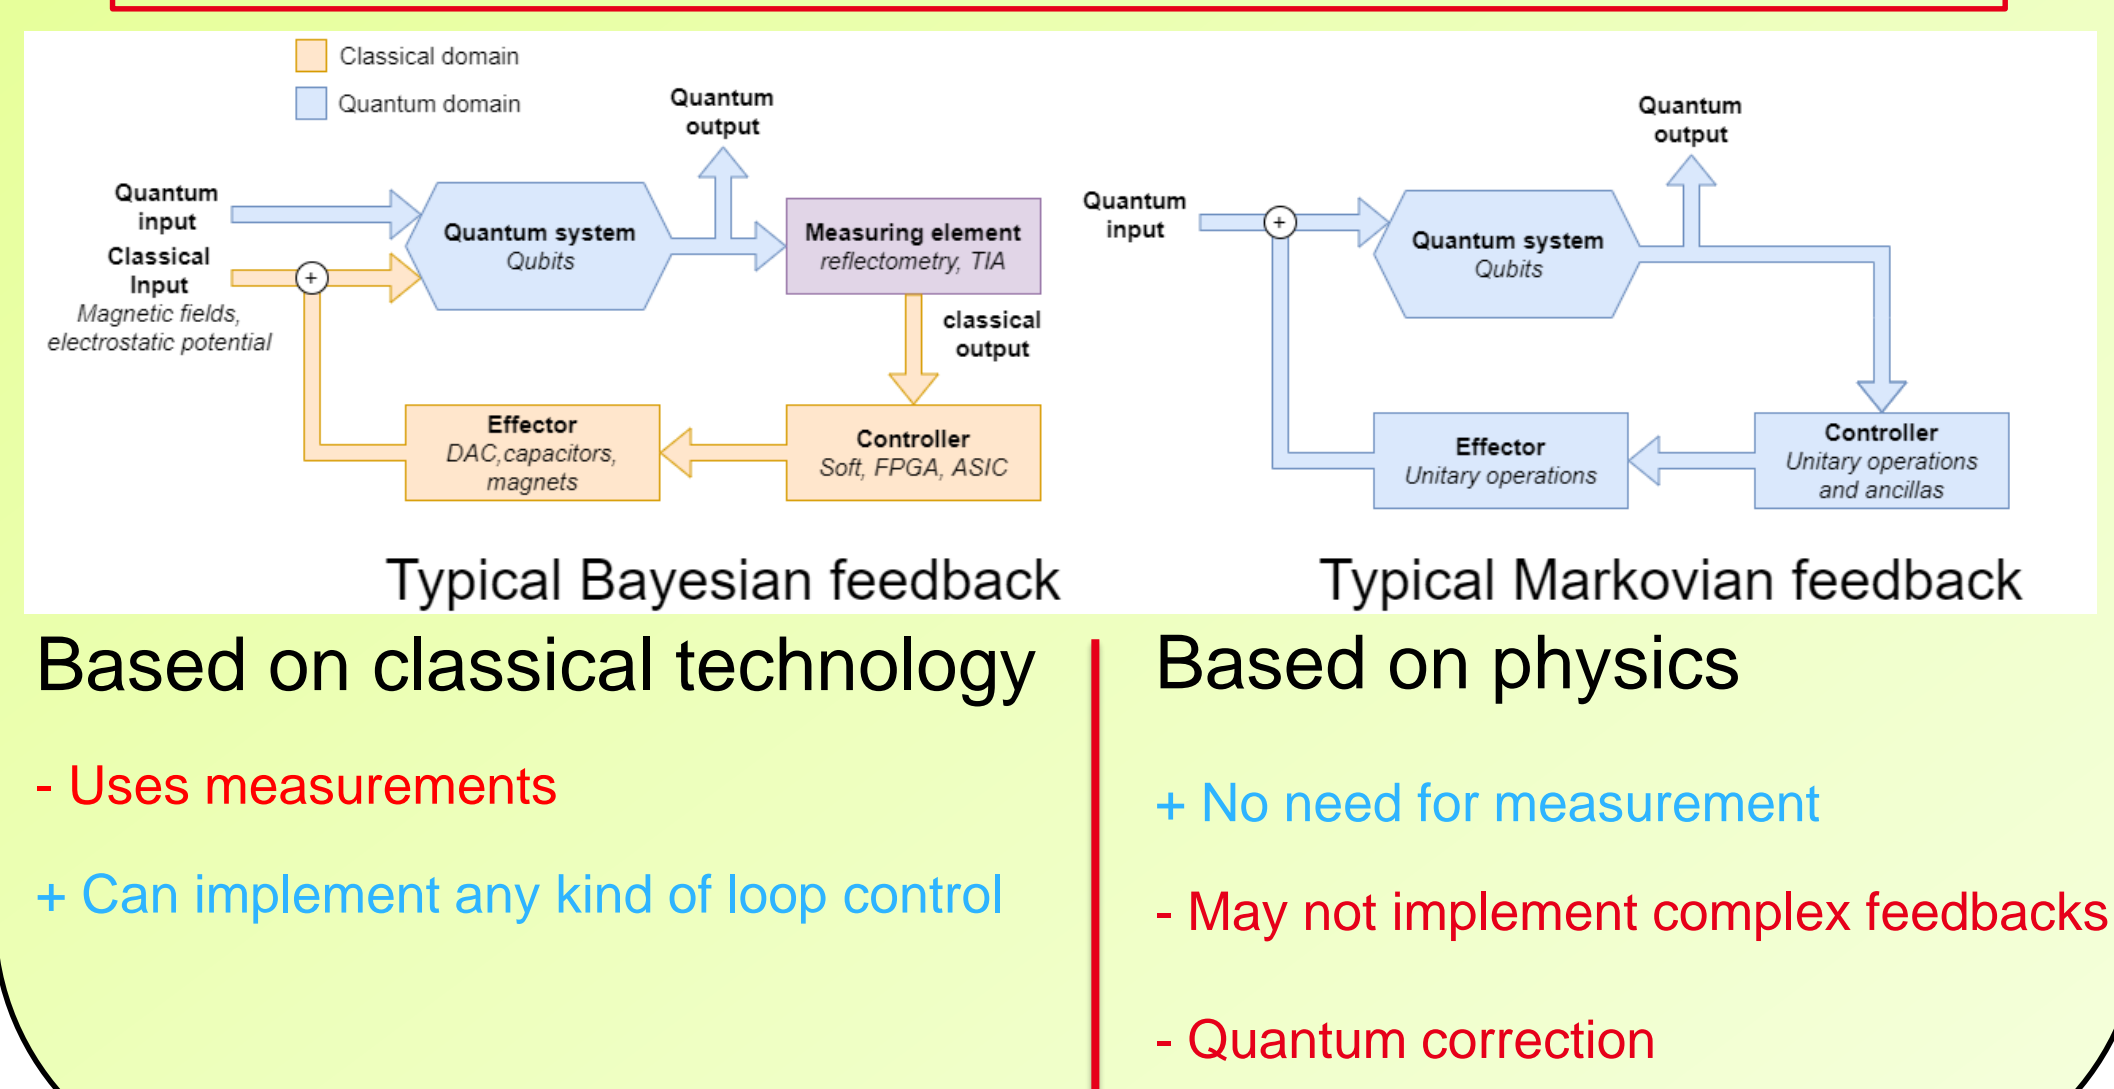 Classical domain
Quantum domain
Quantum
output
Quantum
input
Classical
Input
Magnetic fields,
electrostatic potential
+
Quantum system
Qubits
Measuring element
reflectometry, TIA
classical
output
Effector
DAC,capacitors,
magnets
Controller
Soft, FPGA, ASIC
Typical Bayesian feedback
Quantum
output
Quantum
input
+
Quantum system
Qubits
Effector
Unitary operations
Controller
Unitary operations
and ancillas
Typical Markovian feedback
Based on classical technology
- Uses measurements
+ Can implement any kind of loop control
Based on physics
+ No need for measurement
- May not implement complex feedbacks
- Quantum correction